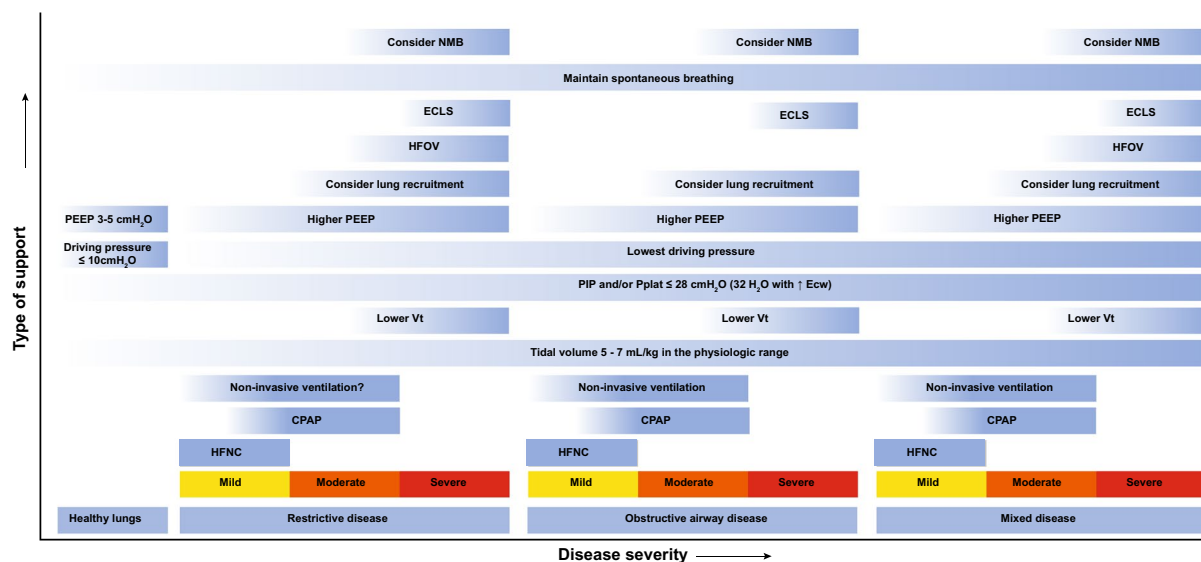 Consider NMB
Consider NMB
Consider NMB
Maintain spontaneous breathing
ECLS
ECLS
ECLS
HFOV
HFOV
Consider lung recruitment
Consider lung recruitment
Consider lung recruitment
PEEP 3-5 cmH2O
Higher PEEP
Higher PEEP
Higher PEEP
Driving pressure
≤ 10cmH2O
Lowest driving pressure
PIP and/or Pplat ≤ 28 cmH2O (32 H2O with ↑ Ecw)
Lower Vt
Lower Vt
Lower Vt
Tidal volume 5 - 7 mL/kg in the physiologic range
Non-invasive ventilation?
Non-invasive ventilation
Non-invasive ventilation
CPAP
CPAP
CPAP
HFNC
HFNC
HFNC
Mild
Moderate
Severe
Mild
Moderate
Severe
Mild
Moderate
Severe
Healthy lungs
Restrictive disease
Obstructive airway disease
Mixed disease
Type of support
Disease severity